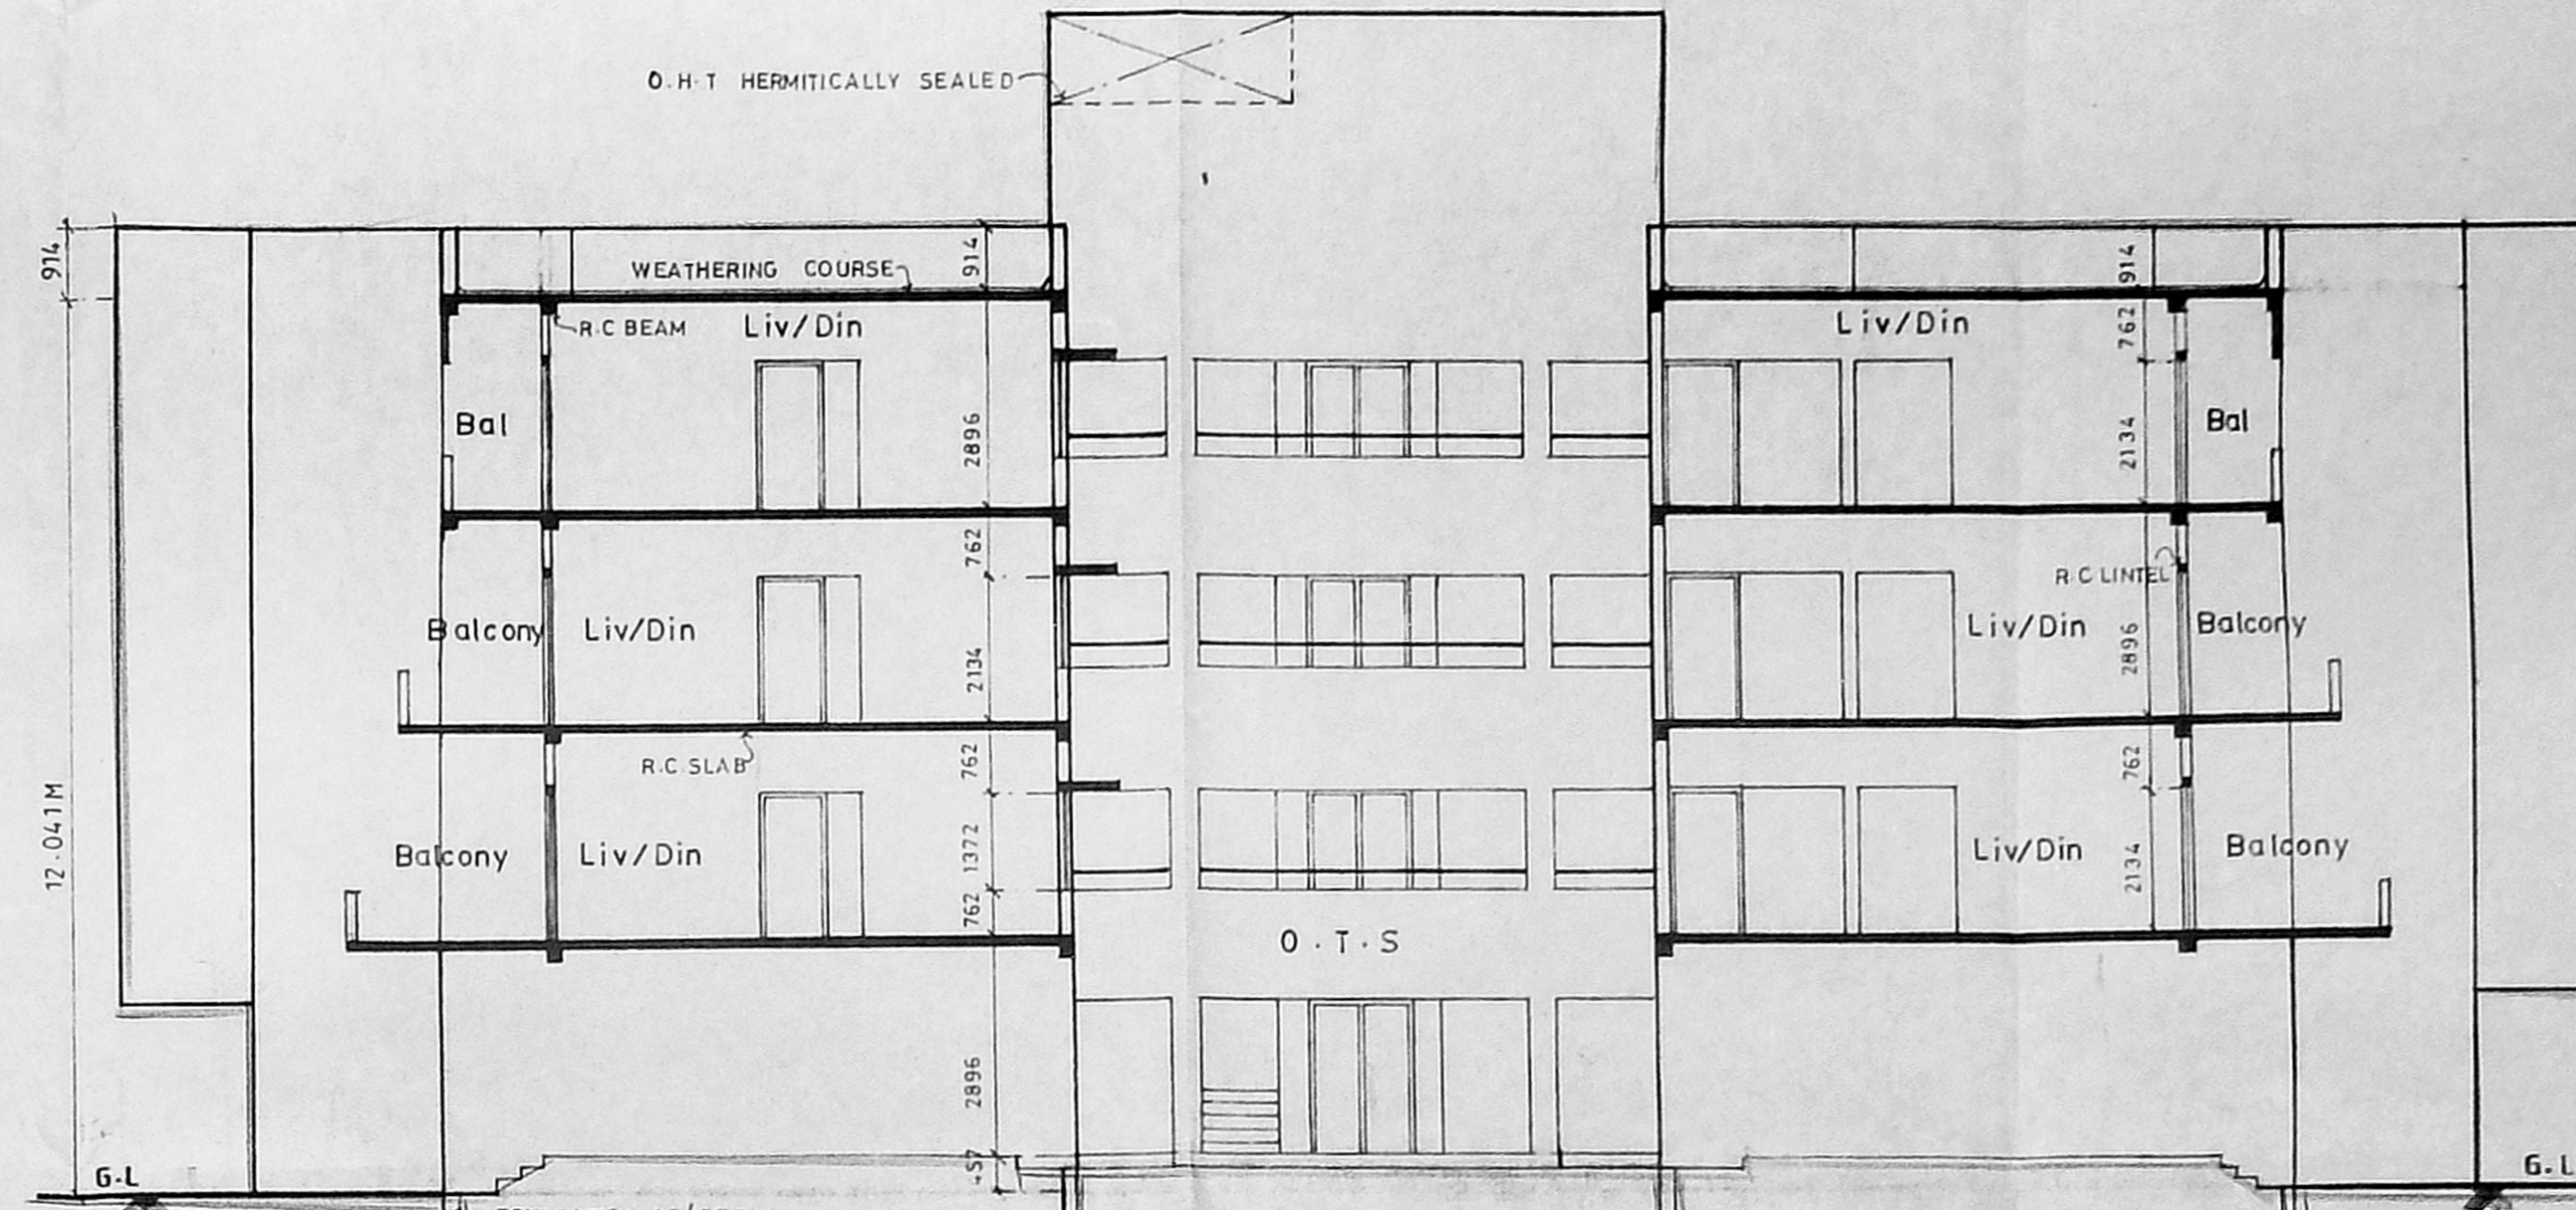 O.H.T HERMITICALLY SEALED
914
WEATHERING COURSE
914
914
R.C BEAM
Liv/Din
Liv/Din
762
Bal
2896
2134
Bal
762
R.C LINTEL
Balcony
Liv/Din
2134
Liv/Din
2896
Balcony
R.C.SLAB
762
762
12.041M
Balcony
Liv/Din
1372
Liv/Din
2134
Balcony
762
O.T.S
2896
G.L
G.L